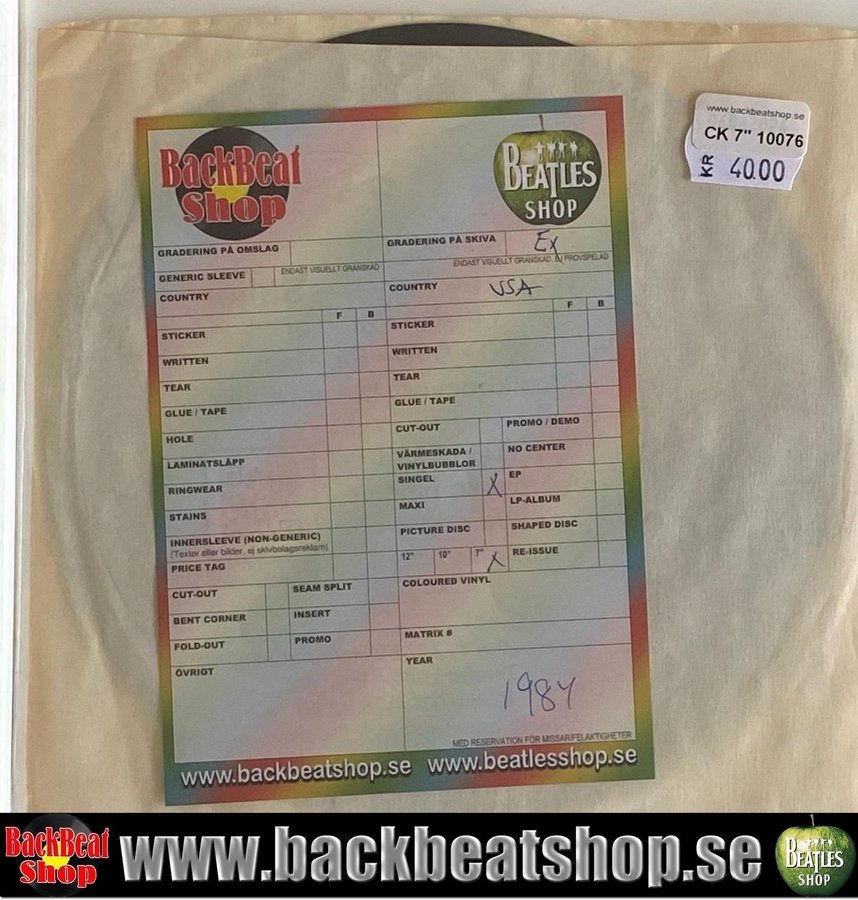 www.backbeatshop.se
CK 7" 10076
KR 40.00
BackBeat
Shop
BEATLES
SHOP
GRADERING PÅ OMSLAG
GENERIC SLEEVE
ENDAST VISUELLT GRANSKAD
COUNTRY
F B
STICKER
WRITTEN
TEAR
GLUE / TAPE
HOLE
LAMINATSLÄPP
RINGWEAR
STAINS
INNERSLEEVE (NON-GENERIC)
(Texter eller bilder, ej skivbolagsreklam)
PRICE TAG
CUT-OUT SEAM SPLIT
BENT CORNER INSERT
FOLD-OUT PROMO
ÖVRIGT
GRADERING PÅ SKIVA Ex
ENDAST VISUELLT GRANSKAD, EJ PROVSPELAD
COUNTRY USA
F B
STICKER
WRITTEN
TEAR
GLUE / TAPE
CUT-OUT PROMO / DEMO
VÄRMESKADA /
VINYLBUBBLOR NO CENTER
SINGEL X EP
MAXI LP-ALBUM
PICTURE DISC SHAPED DISC
12" 10" 7" X RE-ISSUE
COLOURED VINYL
MATRIX #
YEAR
1984
MED RESERVATION FÖR MISSAR/FELAKTIGHETER
www.backbeatshop.se www.beatlesshop.se
BackBeat
Shop
www.backbeatshop.se
BEATLES
SHOP